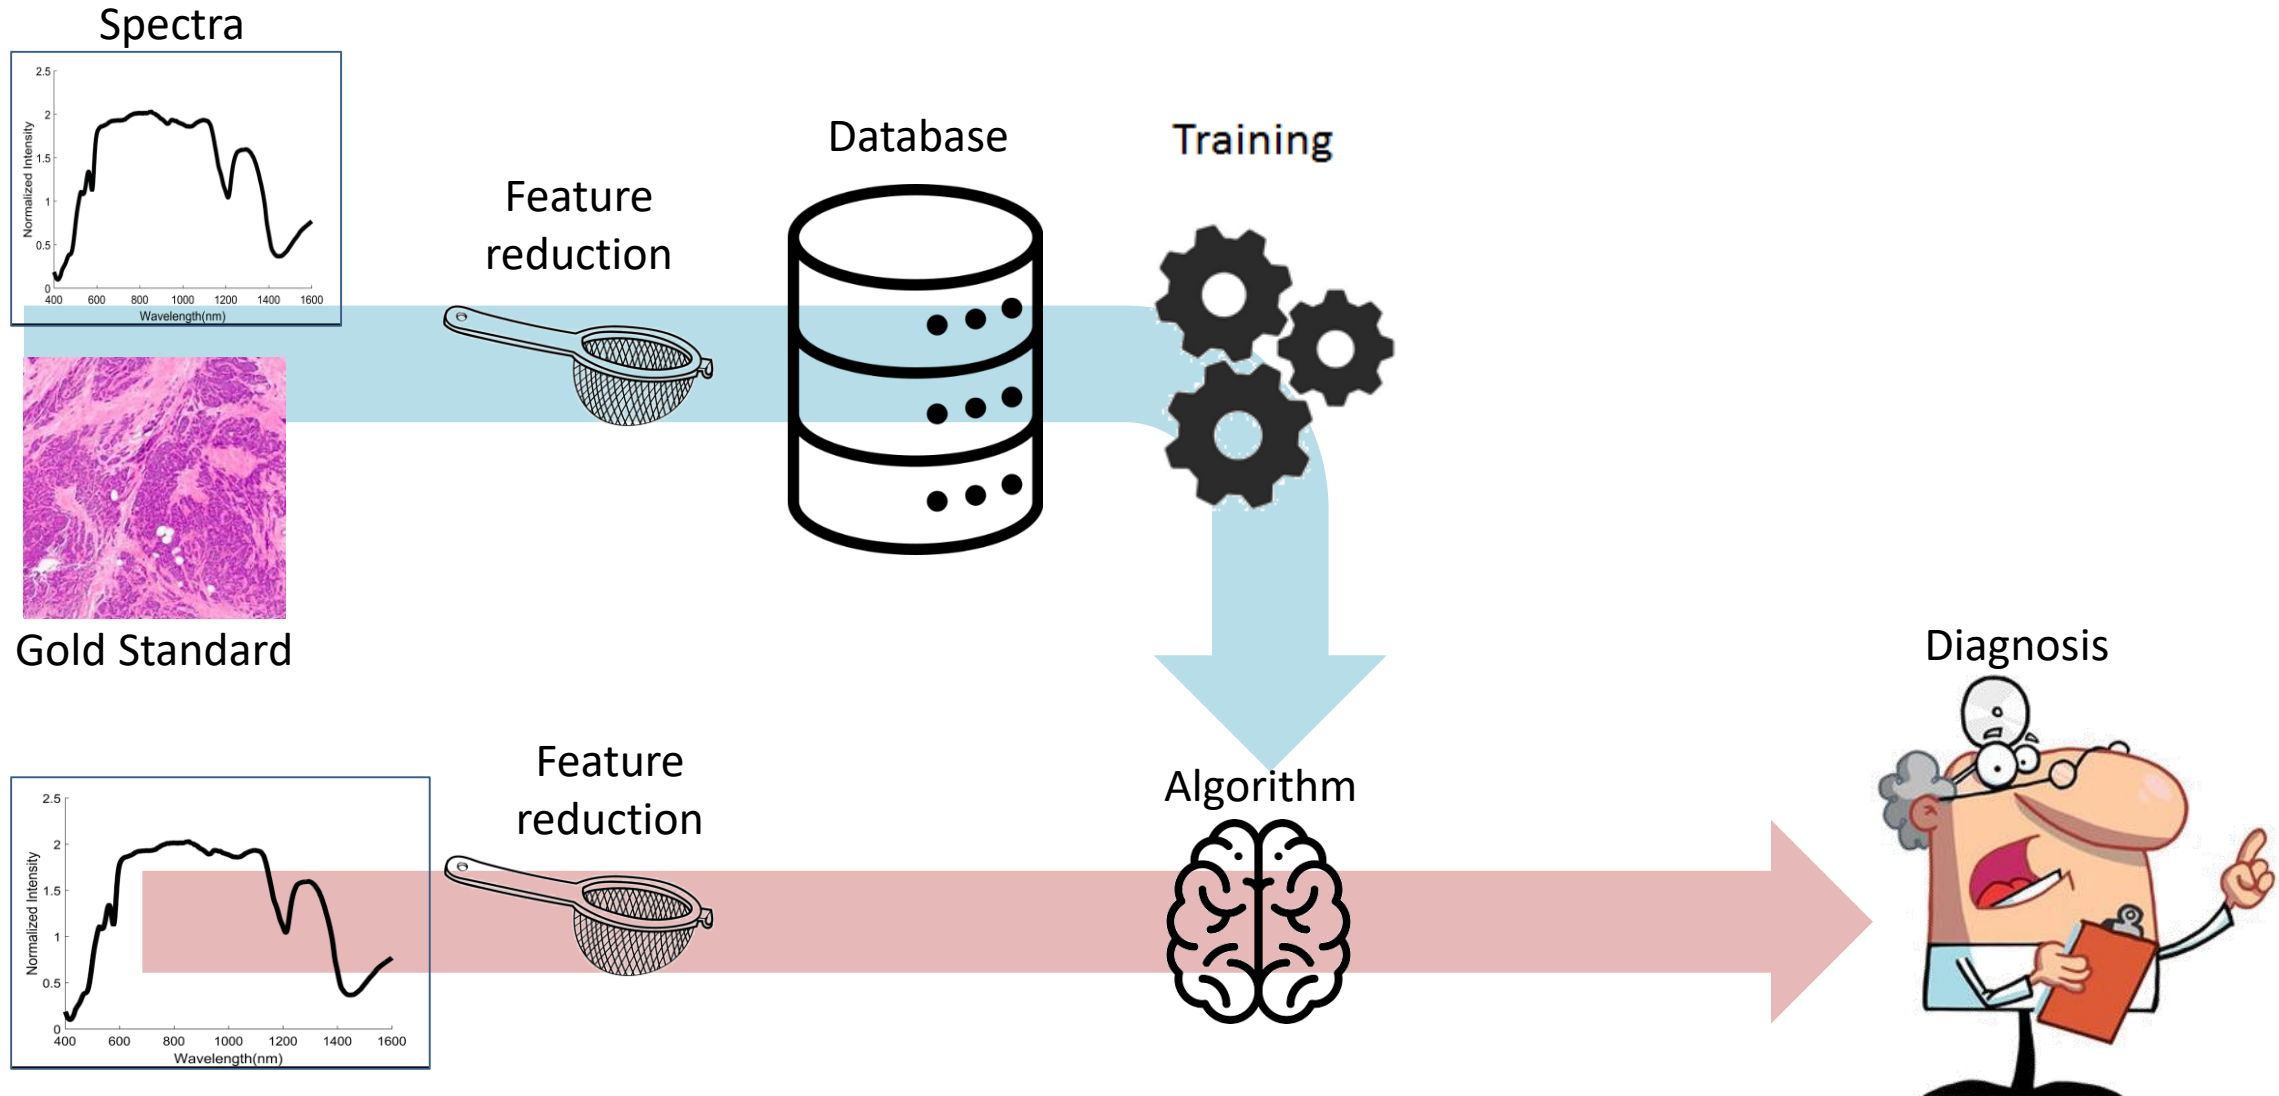 Spectra
2.5
2
1.5
1
0.5
0
Normalized Intensity
400 600 800 1000 1200 1400 1600
Wavelength(nm)
Feature
reduction
Database
Training
Gold Standard
Feature
reduction
Algorithm
Diagnosis
2.5
2
1.5
1
0.5
0
Normalized Intensity
400 600 800 1000 1200 1400 1600
Wavelength(nm)